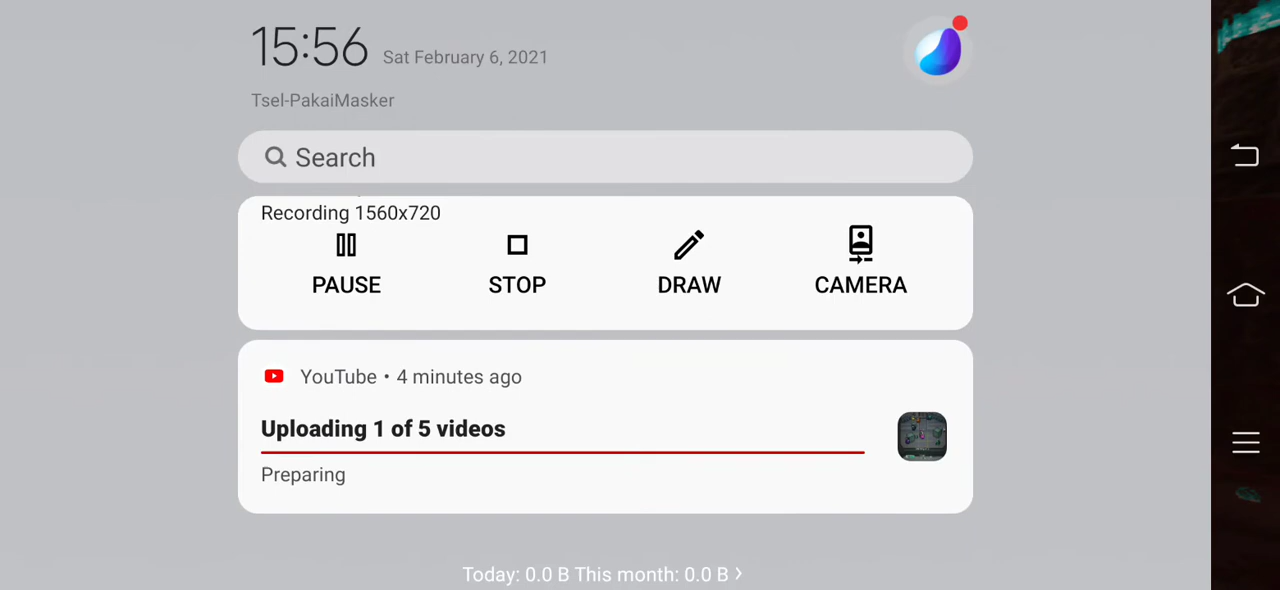 15:56 Sat February 6, 2021
Tsel-PakaiMasker
Search
Recording 1560x720
PAUSE STOP DRAW CAMERA
YouTube • 4 minutes ago
Uploading 1 of 5 videos
Preparing
Today: 0.0 B This month: 0.0 B >